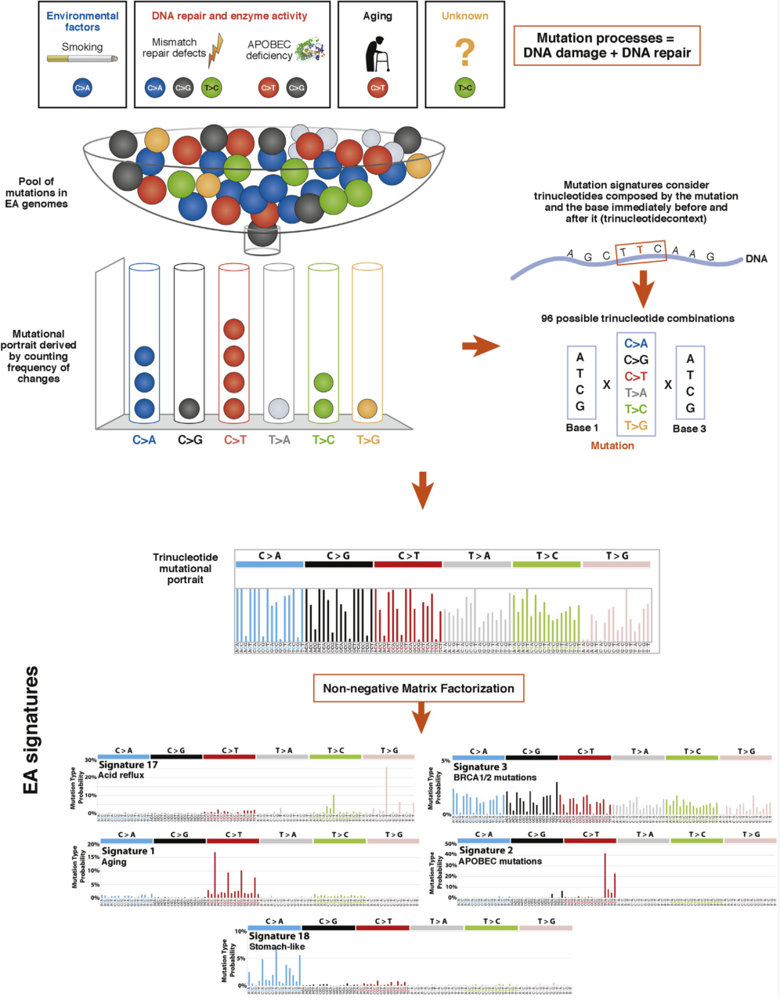 Environmental
factors
Smoking
C>A
DNA repair and enzyme activity
Mismatch
repair defects
APOBEC
deficiency
C>A
C>G
T>C
C>T
C>G
Aging
C>T
Unknown
?
T>C
Mutation processes =
DNA damage + DNA repair
Pool of
mutations in
EA genomes
Mutation signatures consider
trinucleotides composed by the mutation
and the base immediately before and
after it (trinucleotidecontext)
A G C T T C A A G
DNA
96 possible trinucleotide combinations
Mutational
portrait derived
by counting
frequency of
changes
C>A
C>G
C>T
T>A
T>C
T>G
A
T
C
G
Base 1
X
C>A
C>G
C>T
T>A
T>C
T>G
Mutation
X
A
T
C
G
Base 3
Trinucleotide
mutational
portrait
C > A
C > G
C > T
T > A
T > C
T > G
Non-negative Matrix Factorization
EA signatures
C > A
C > G
C > T
T > A
T > C
T > G
Signature 17
Acid reflux
Mutation Type
Probability
30%
20%
10%
0%
C > A
C > G
C > T
T > A
T > C
T > G
Signature 3
BRCA1/2 mutations
Mutation Type
Probability
5%
0%
C > A
C > G
C > T
T > A
T > C
T > G
Signature 1
Aging
Mutation Type
Probability
20%
15%
10%
5%
0%
C > A
C > G
C > T
T > A
T > C
T > G
Signature 2
APOBEC mutations
Mutation Type
Probability
50%
40%
30%
20%
10%
0%
C > A
C > G
C > T
T > A
T > C
T > G
Signature 18
Stomach-like
Mutation Type
Probability
10%
5%
0%